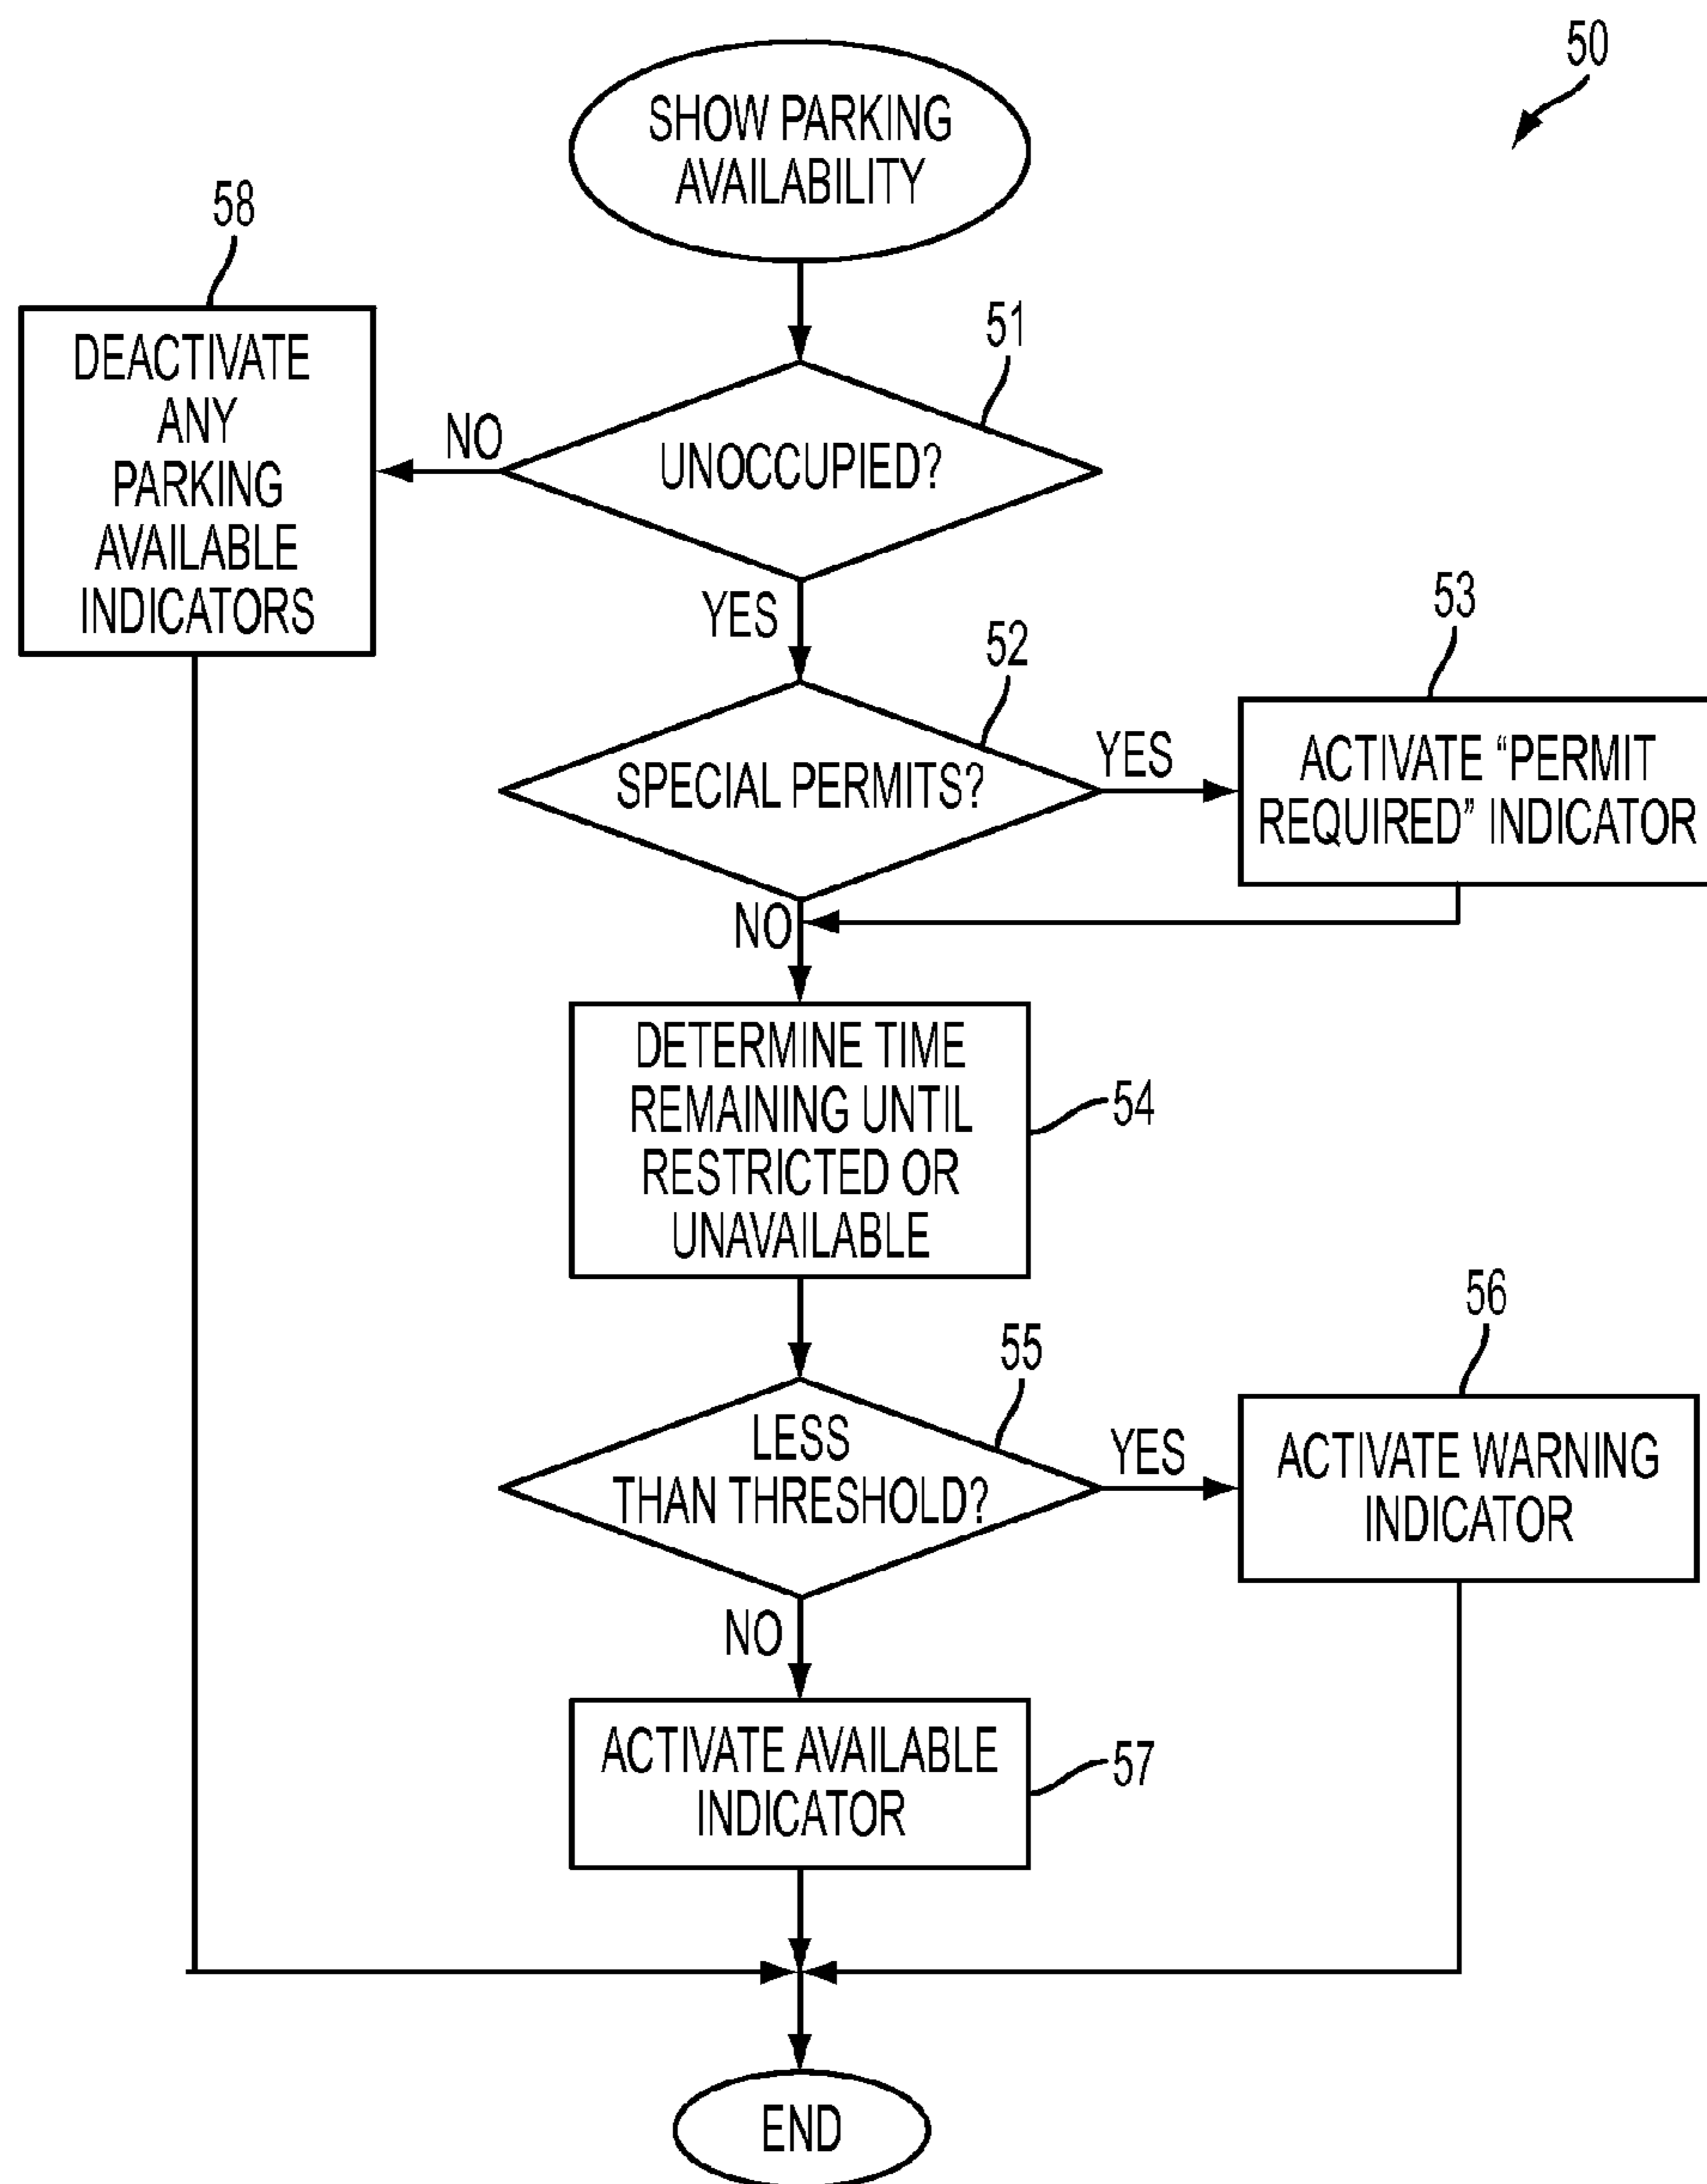 50
SHOW PARKING
AVAILABILITY
58
DEACTIVATE
ANY
PARKING
AVAILABLE
INDICATORS
NO
51
UNOCCUPIED?
YES
52
SPECIAL PERMITS?
YES
53
ACTIVATE “PERMIT
REQUIRED” INDICATOR
NO
DETERMINE TIME
REMAINING UNTIL
RESTRICTED OR
UNAVAILABLE
54
55
LESS
THAN THRESHOLD?
YES
56
ACTIVATE WARNING
INDICATOR
NO
ACTIVATE AVAILABLE
INDICATOR
57
END